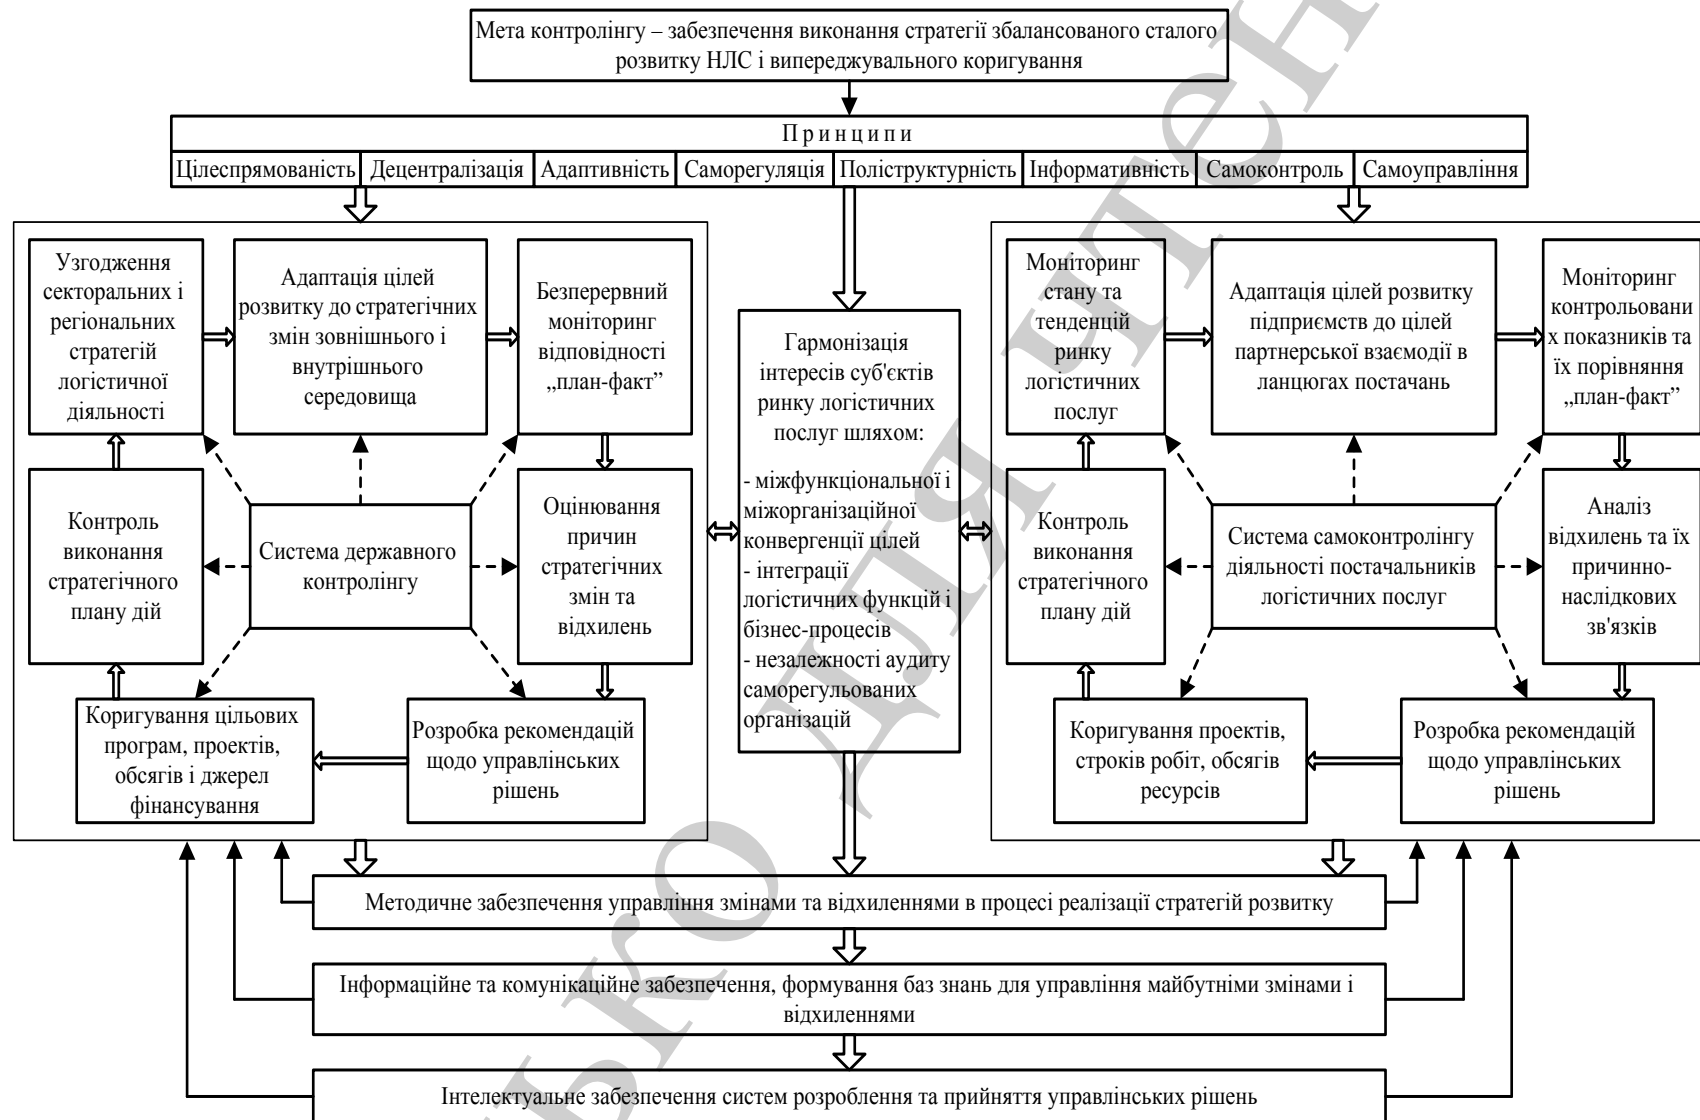 Мета контролінгу – забезпечення виконання стратегії збалансованого сталого
розвитку НЛС і випереджувального коригування
Принципи
Цілеспрямованість
Децентралізація
Адаптивність
Саморегуляція
Поліструктурність
Інформативність
Самоконтроль
Самоуправління
Узгодження
секторальних і
регіональних
стратегій
логістичної
діяльності
Адаптація цілей
розвитку до стратегічних
змін зовнішнього і
внутрішнього
середовища
Безперервний
моніторинг
відповідності
„план-факт”
Контроль
виконання
стратегічного
плану дій
Система державного
контролінгу
Оцінювання
причин
стратегічних
змін та
відхилень
Коригування цільових
програм, проектів,
обсягів і джерел
фінансування
Розробка рекомендацій
щодо управлінських
рішень
Гармонізація
інтересів суб'єктів
ринку логістичних
послуг шляхом:
- міжфункціональної і
міжорганізаційної
конвергенції цілей
- інтеграції
логістичних функцій і
бізнес-процесів
- незалежності аудиту
саморегульованих
організацій
Моніторинг
стану та
тенденцій
ринку
логістичних
послуг
Адаптація цілей розвитку
підприємств до цілей
партнерської взаємодії в
ланцюгах постачань
Моніторинг
контрольовани
х показників та
їх порівняння
„план-факт”
Контроль
виконання
стратегічного
плану дій
Система самоконтролінгу
діяльності постачальників
логістичних послуг
Аналіз
відхилень та їх
причинно-
наслідкових
зв'язків
Коригування проектів,
строків робіт, обсягів
ресурсів
Розробка рекомендацій
щодо управлінських
рішень
Методичне забезпечення управління змінами та відхиленнями в процесі реалізації стратегій розвитку
Інформаційне та комунікаційне забезпечення, формування баз знань для управління майбутніми змінами і
відхиленнями
Інтелектуальне забезпечення систем розроблення та прийняття управлінських рішень
для